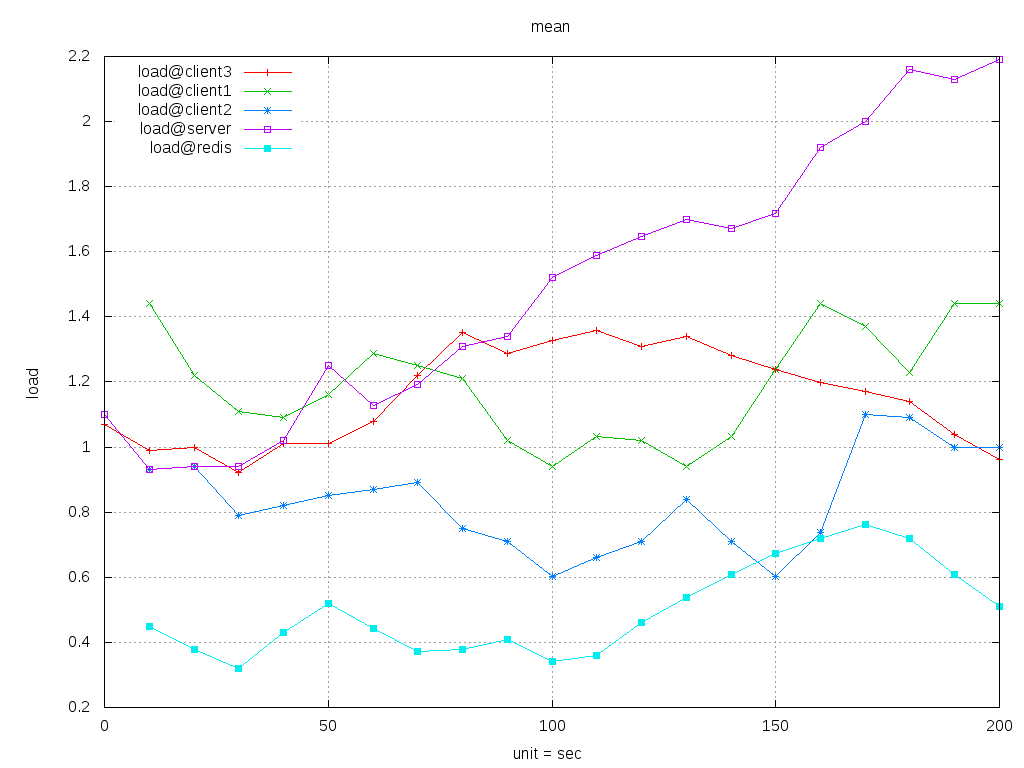 mean
load
load@client3
load@client1
load@client2
load@server
load@redis
2.2
2
1.8
1.6
1.4
1.2
1
0.8
0.6
0.4
0.2
0 50 100 150 200
unit = sec